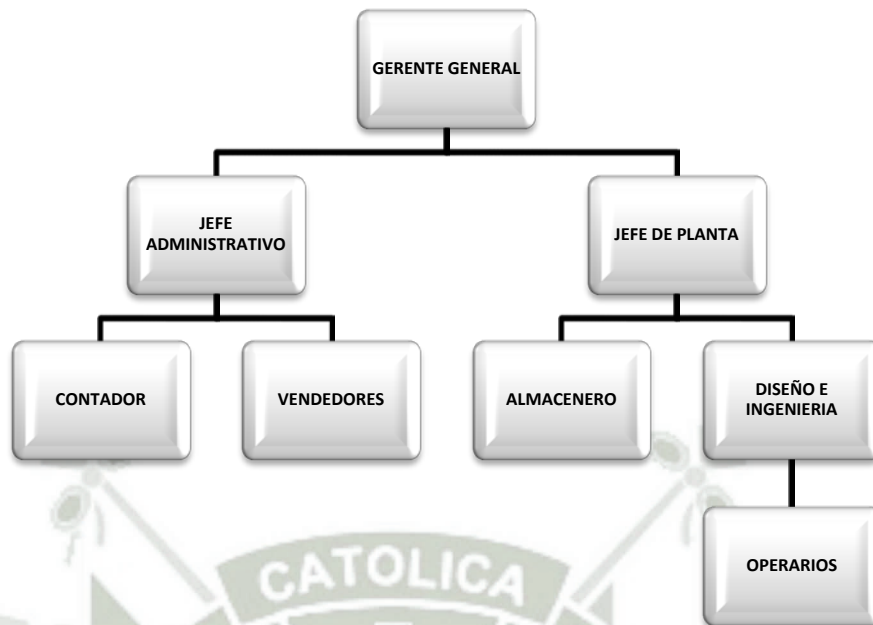 GERENTE GENERAL
JEFE
ADMINISTRATIVO
JEFE DE PLANTA
CONTADOR
VENDEDORES
ALMACENERO
DISEÑO E
INGENIERIA
OPERARIOS
CATOLICA